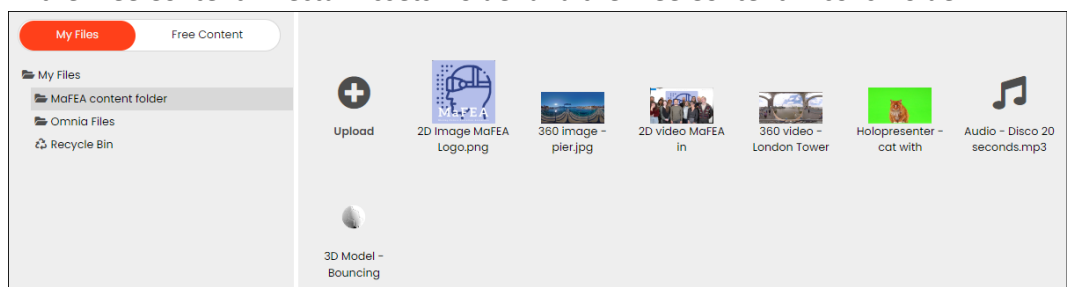 My Files
Free Content
My Files
MaFEA content folder
Omnia Files
Recycle Bin
Upload
2D Image MaFEA
Logo.png
360 image -
pier.jpg
2D video MaFEA
in
360 video -
London Tower
Holopresenter -
cat with
Audio - Disco 20
seconds.mp3
MaFEA
3D Model -
Bouncing